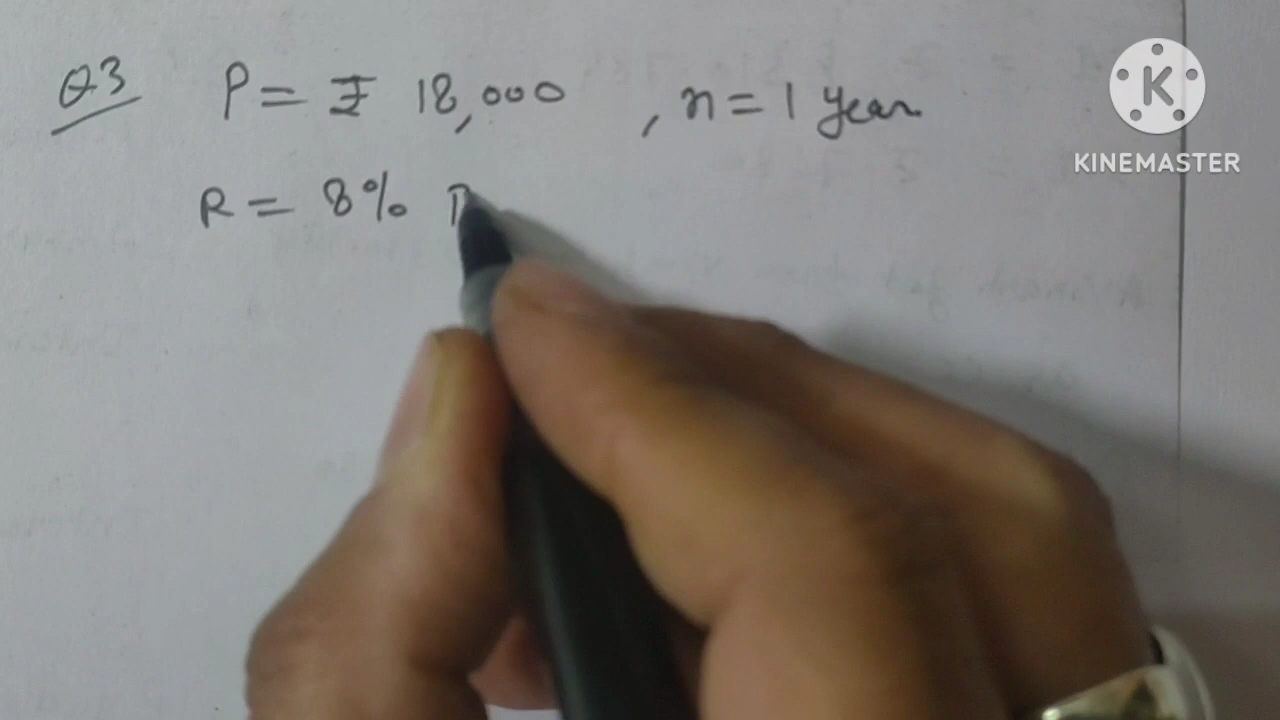 Q3 P = ₹ 18,000 , n = 1 year
R = 8% P
K
KINEMASTER